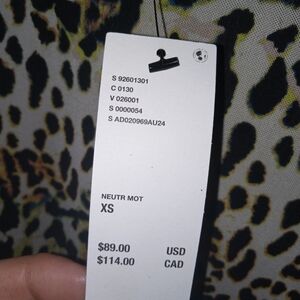 S 92601301
C 0130
V 026001
S 0000054
S AD020969AU24
NEUTR MOT
XS
$89.00 USD
$114.00 CAD